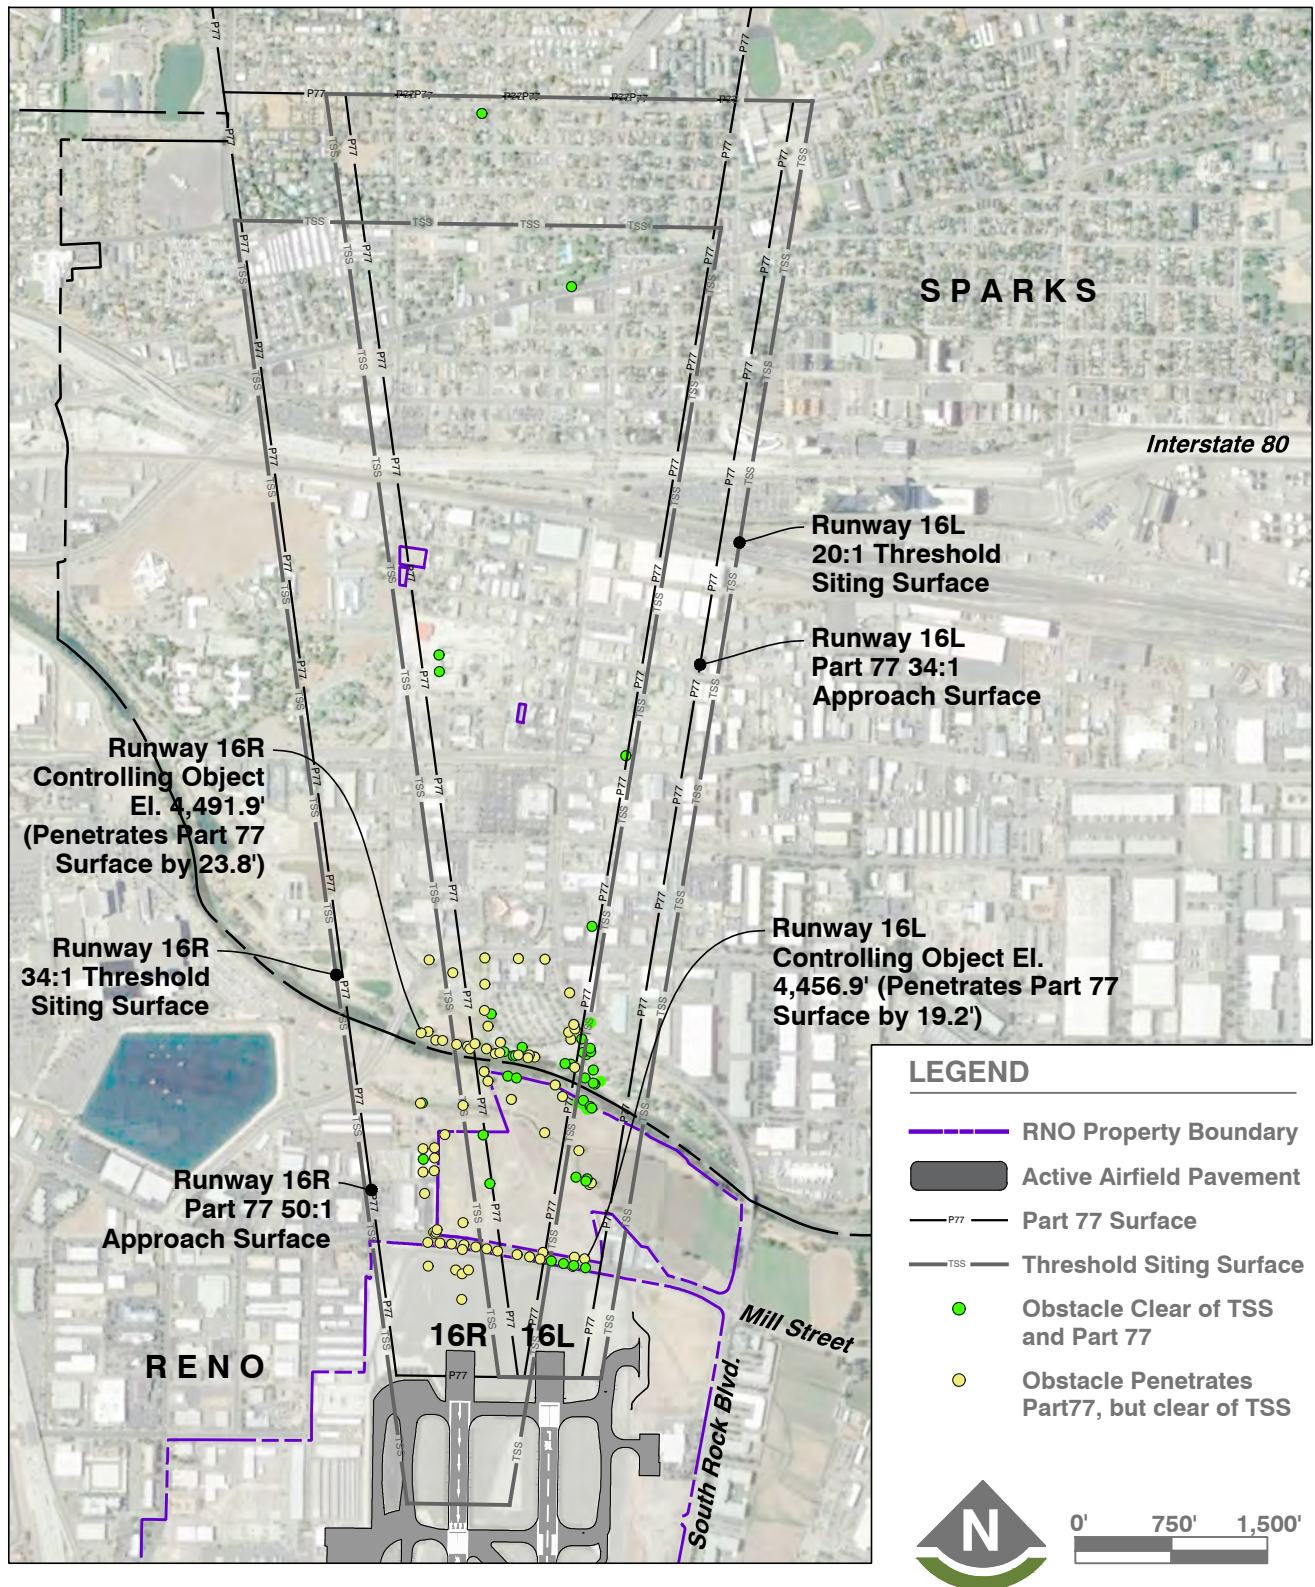 SPARKS
Interstate 80
Runway 16L
20:1 Threshold
Siting Surface
Runway 16L
Part 77 34:1
Approach Surface
Runway 16R
Controlling Object
El. 4,491.9'
(Penetrates Part 77
Surface by 23.8')
Runway 16R
34:1 Threshold
Siting Surface
Runway 16L
Controlling Object El.
4,456.9' (Penetrates Part 77
Surface by 19.2')
Runway 16R
Part 77 50:1
Approach Surface
16R
16L
P77
RENO
Mill Street
South Rock Blvd.
LEGEND
RNO Property Boundary
Active Airfield Pavement
P77
Part 77 Surface
TSS
Threshold Siting Surface
Obstacle Clear of TSS
and Part 77
Obstacle Penetrates
Part77, but clear of TSS
N
0' 750' 1,500'